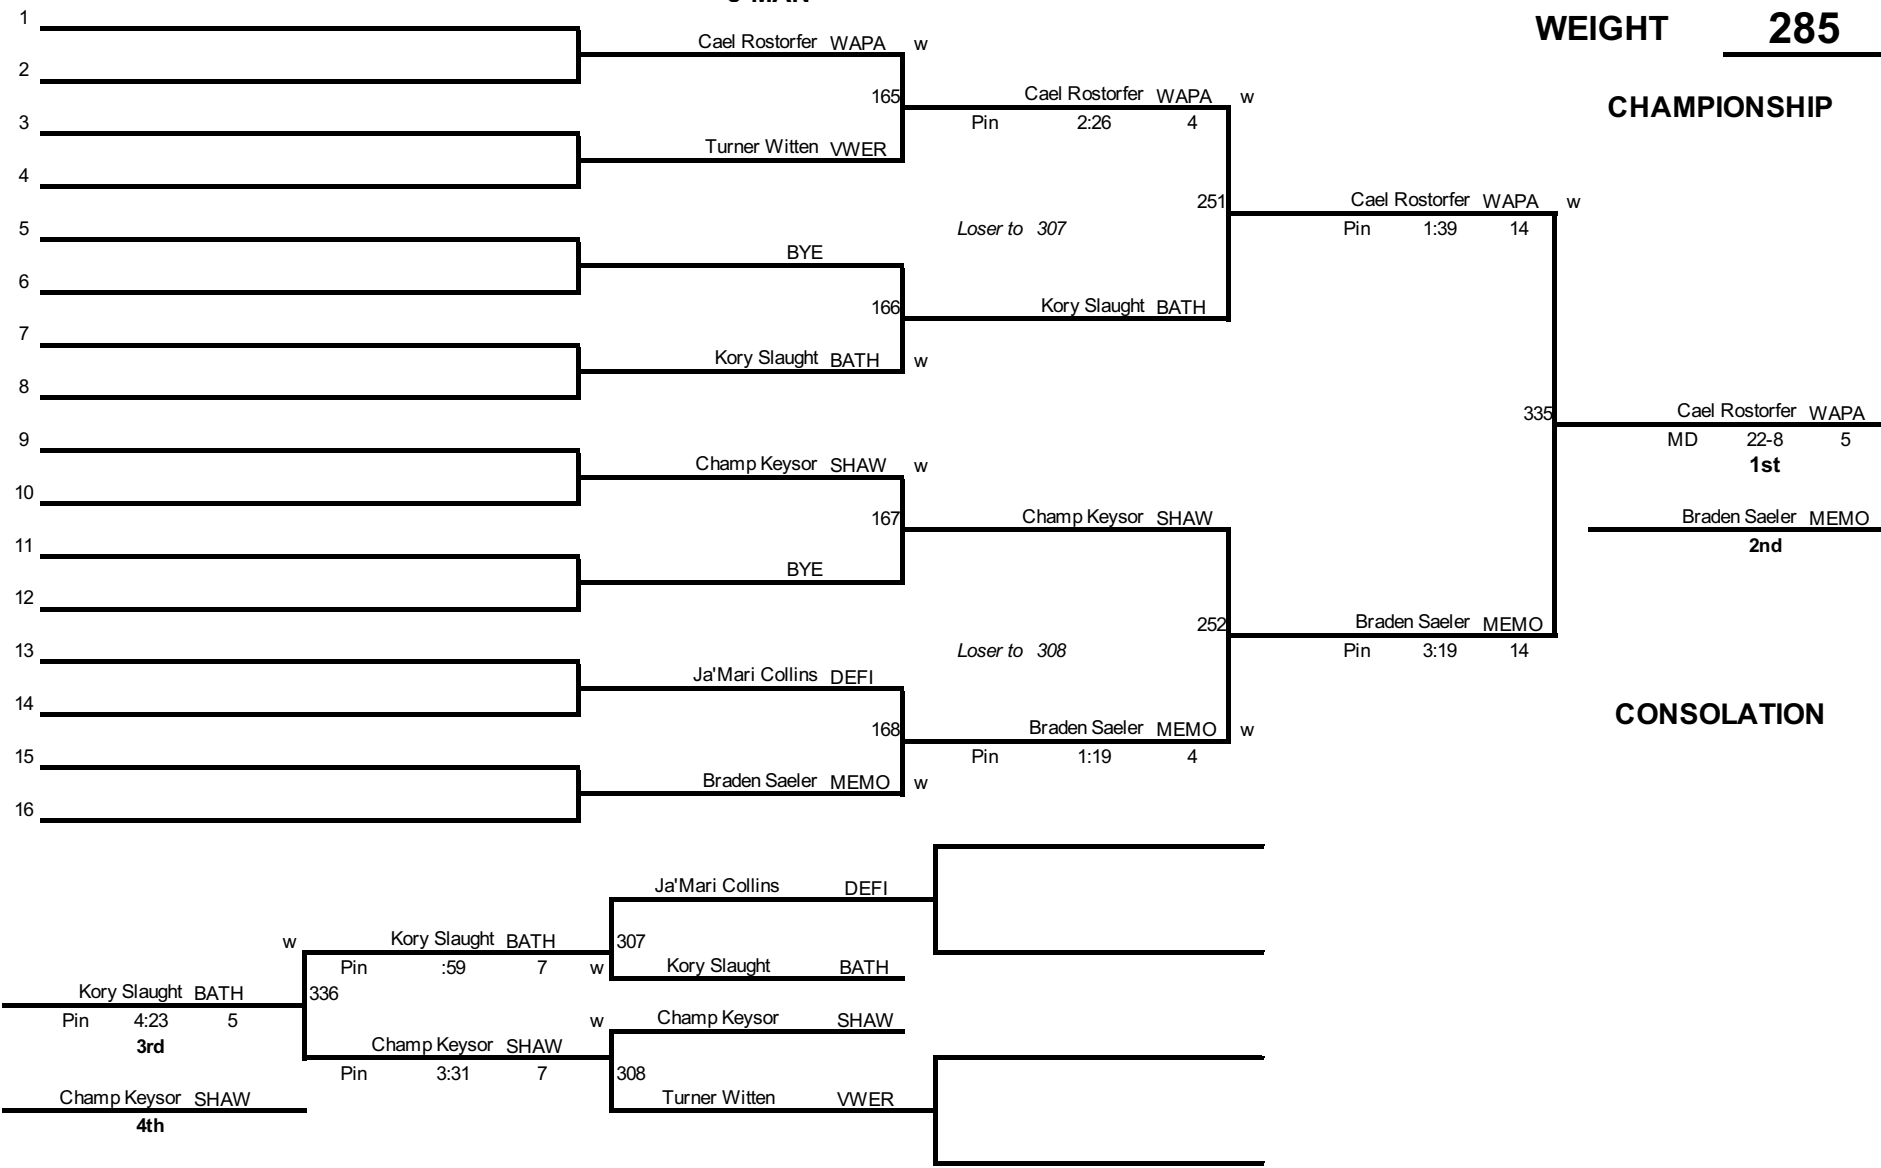 1
WEIGHT 285
Cael Rostorfer WAPA w
2
165 Cael Rostorfer WAPA w
CHAMPIONSHIP
3
Pin 2:26 4
Turner Witten VWER
4
251 Cael Rostorfer WAPA w
5
Loser to 307
Pin 1:39 14
BYE
6
166 Kory Slaught BATH
7
Kory Slaught BATH w
8
335 Cael Rostorfer WAPA
9
MD 22-8 5
Champ Keysor SHAW w
1st
10
167 Champ Keysor SHAW
Braden Saeler MEMO
11
2nd
BYE
12
252 Braden Saeler MEMO
13
Loser to 308
Pin 3:19 14
Ja'Mari Collins DEFI
14
CONSOLATION
168 Braden Saeler MEMO w
15
Pin 1:19 4
Braden Saeler MEMO w
16
Ja'Mari Collins DEFI
w Kory Slaught BATH 307
Pin :59 7 w Kory Slaught BATH
Kory Slaught BATH 336
Pin 4:23 5
w Champ Keysor SHAW
3rd
Champ Keysor SHAW
Pin 3:31 7 308
Champ Keysor SHAW
Turner Witten VWER
4th